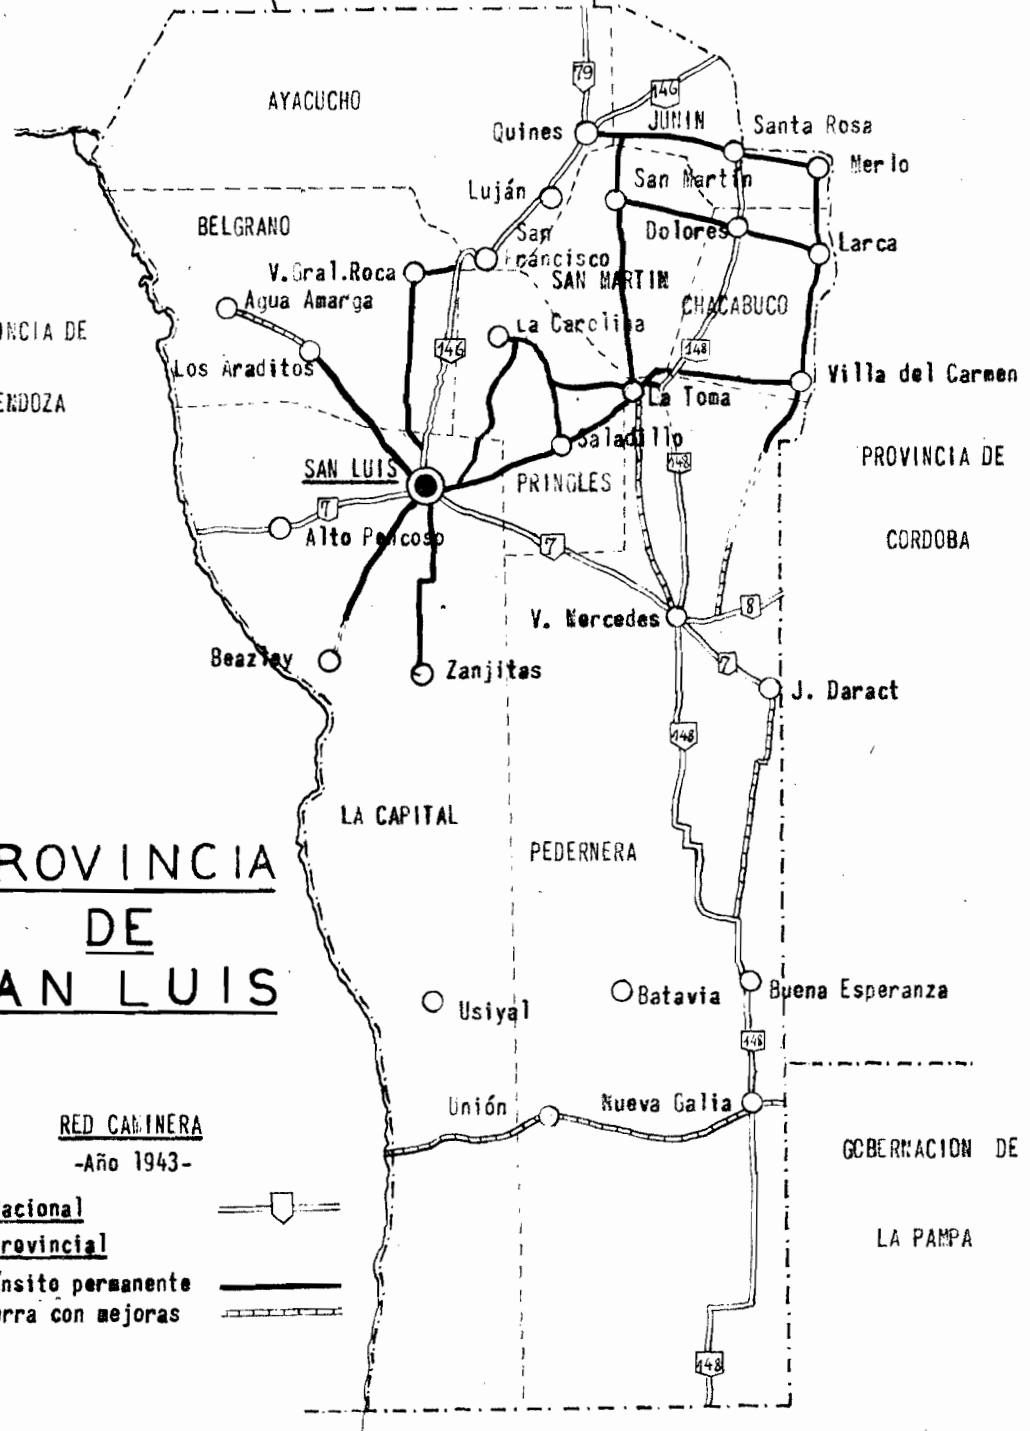 79
146
AYACUCHO
Quines
JUNIN
Santa Rosa
Merlo
Luján
San Martín
BELGRANO
San
Dolores
Larca
V.Gral.Roca
Francisco
SAN MARTIN
Agua Amarga
CHACABUCO
La Carolina
NCIA DE
Los Araditos
146
148
Villa del Carmen
ENDOZA
La Toma
Saladillo
PROVINCIA DE
SAN LUIS
148
PRINGLES
7
CORDOBA
Alto Pencoso
7
8
V. Mercedes
Beazley
7
Zanjitas
J. Daract
148
LA CAPITAL
PEDERNERA
ROVINCIA
DE
AN LUIS
Batavia
Buena Esperanza
Usiyal
148
Unión
Nueva Galia
RED CAMINERA
-Año 1943-
GOBERNACION DE
acional
LA PAMPA
rovincial
nsito permanente
rra con mejoras
148